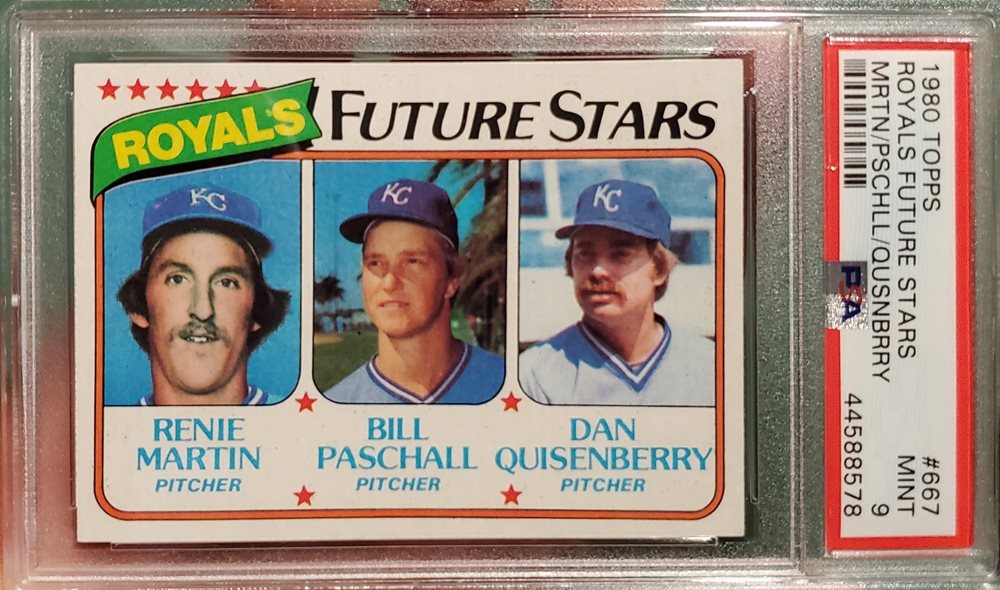 ROYALS
FUTURE STARS
KC
KC
KC
RENIE
MARTIN
PITCHER
BILL
PASCHALL
PITCHER
DAN
QUISENBERRY
PITCHER
1980 TOPPS
#667
ROYALS FUTURE STARS
MINT
MRTN/PSCHLL/QUSNBRRY
9
PSA
44588578